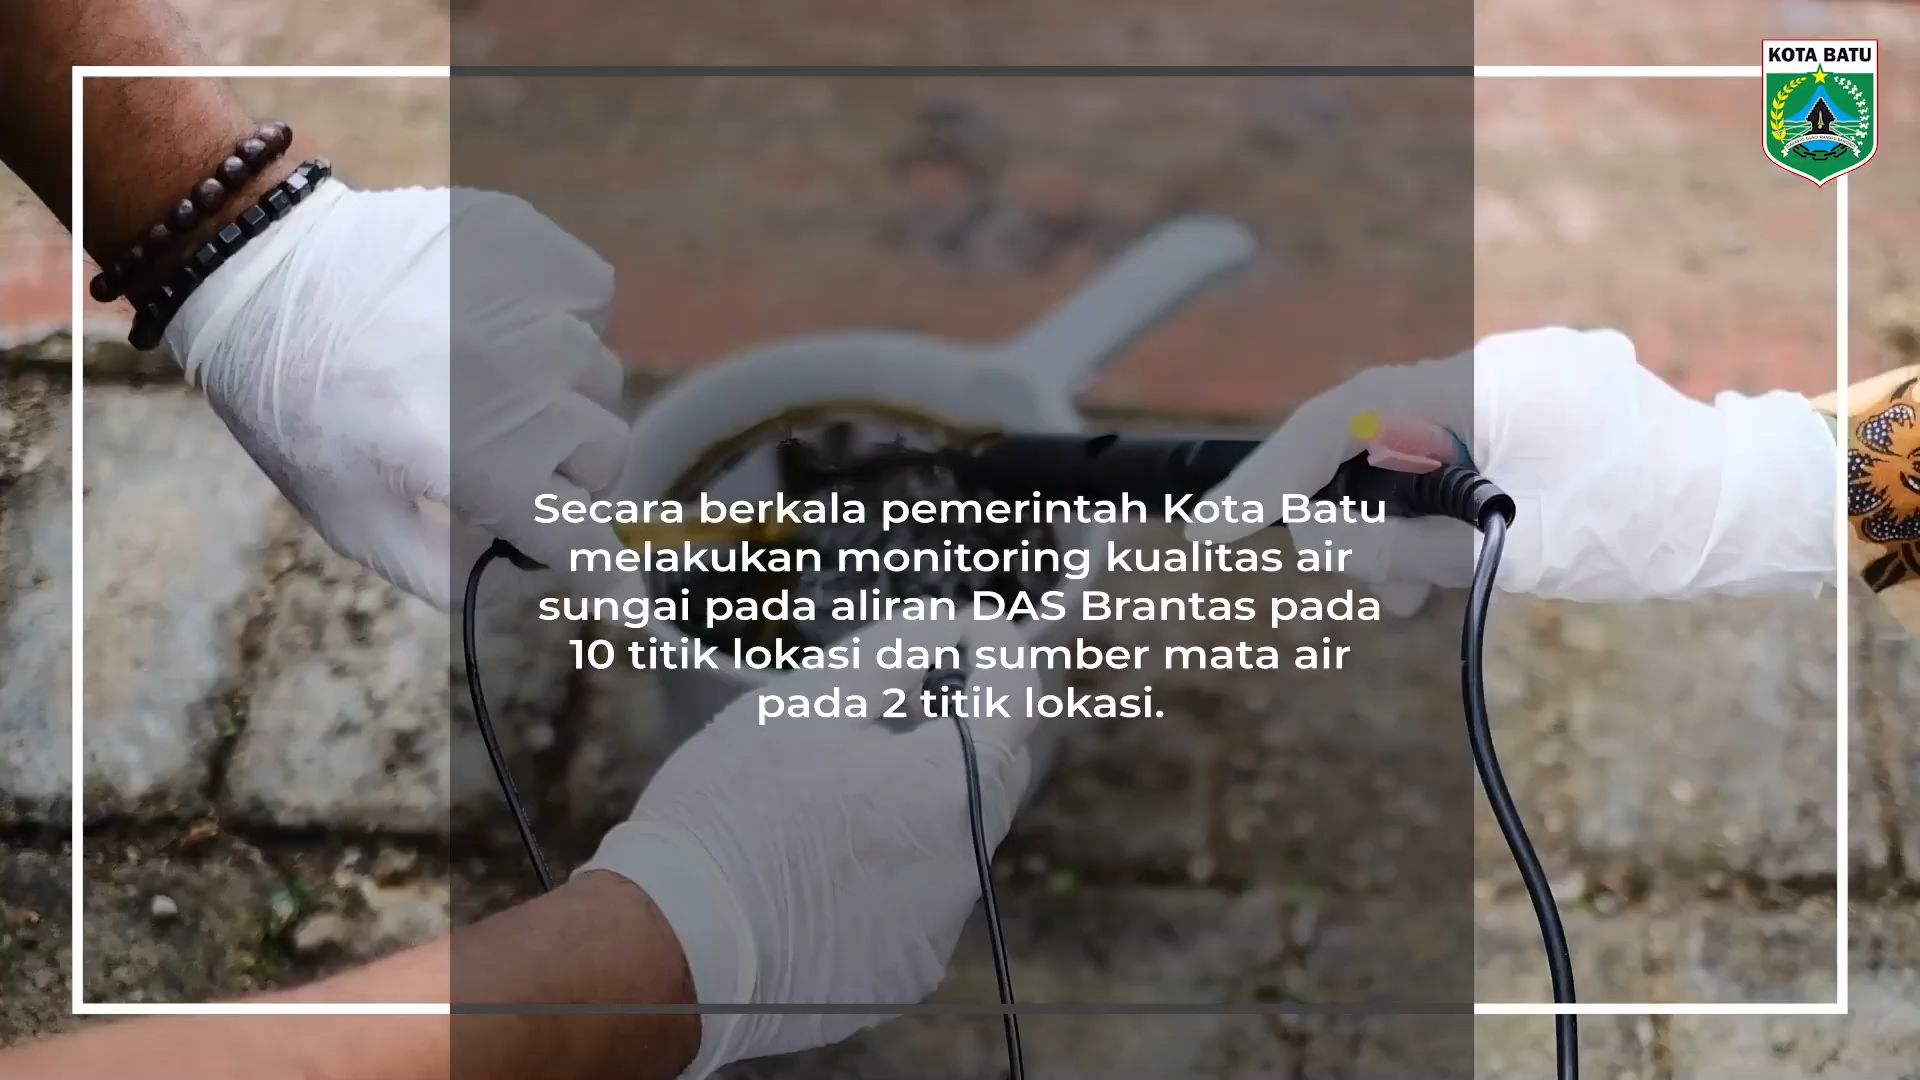 KOTA BATU
Secara berkala pemerintah Kota Batu
melakukan monitoring kualitas air
sungai pada aliran DAS Brantas pada
10 titik lokasi dan sumber mata air
pada 2 titik lokasi.